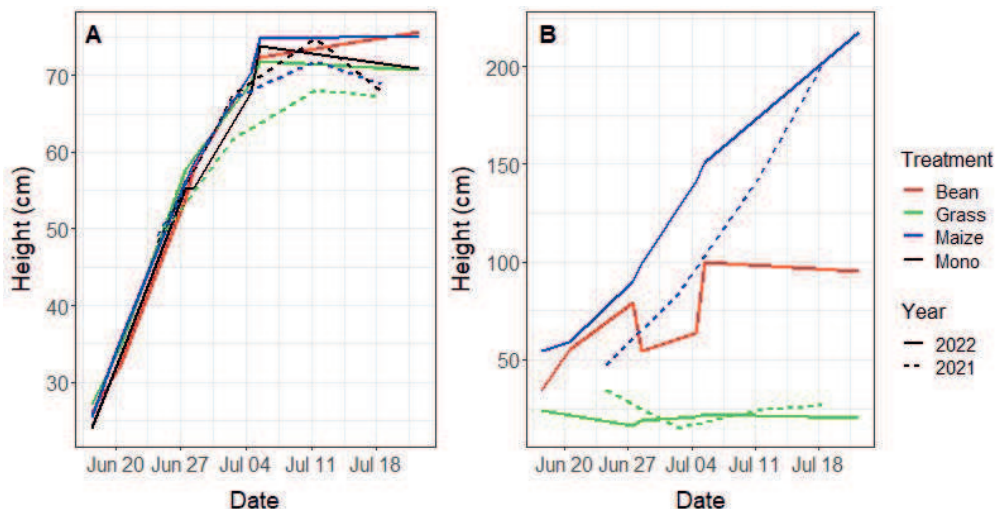 A
B
Height (cm)
70
60
50
40
30
Jun 20 Jun 27 Jul 04 Jul 11 Jul 18
Date
Height (cm)
200
150
100
50
Jun 20 Jun 27 Jul 04 Jul 11 Jul 18
Date
Treatment
Bean
Grass
Maize
Mono
Year
2022
2021